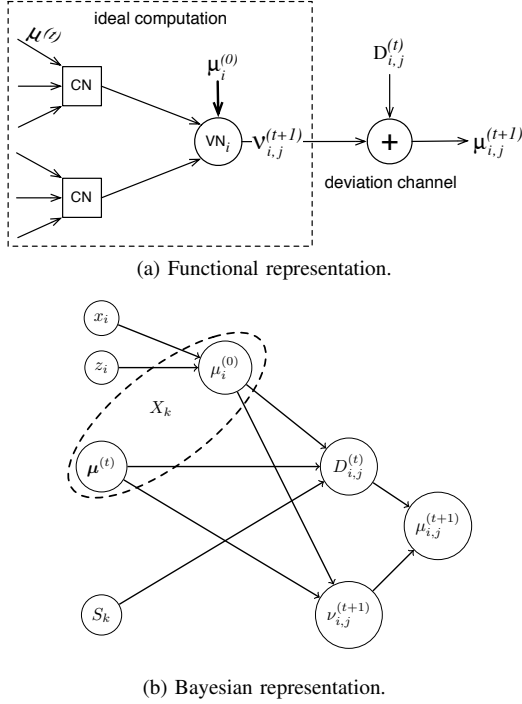 ideal computation
μ^(t)
CN
CN
μ_i^(0)
VN_i
ν_{i,j}^(t+1)
D_{i,j}^(t)
+
μ_{i,j}^(t+1)
deviation channel
(a) Functional representation.
x_i
z_i
μ_i^(0)
X_k
μ^(t)
D_{i,j}^(t)
μ_{i,j}^(t+1)
S_k
ν_{i,j}^(t+1)
(b) Bayesian representation.